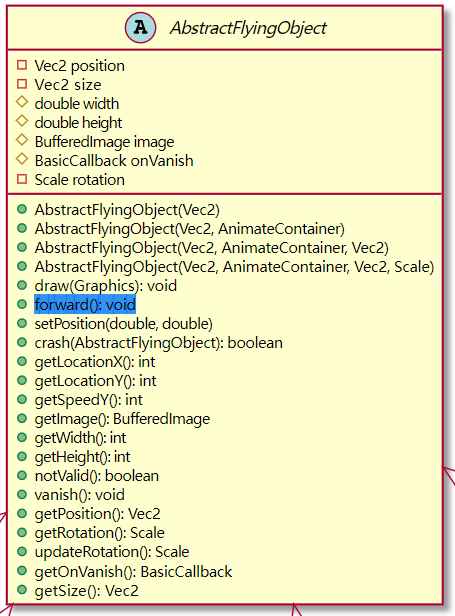 A AbstractFlyingObject
Vec2 position
Vec2 size
double width
double height
BufferedImage image
BasicCallback onVanish
Scale rotation
AbstractFlyingObject(Vec2)
AbstractFlyingObject(Vec2, AnimateContainer)
AbstractFlyingObject(Vec2, AnimateContainer, Vec2)
AbstractFlyingObject(Vec2, AnimateContainer, Vec2, Scale)
draw(Graphics): void
forward(): void
setPosition(double, double)
crash(AbstractFlyingObject): boolean
getLocationX(): int
getLocationY(): int
getSpeedY(): int
getImage(): BufferedImage
getWidth(): int
getHeight(): int
notValid(): boolean
vanish(): void
getPosition(): Vec2
getRotation(): Scale
updateRotation(): Scale
getOnVanish(): BasicCallback
getSize(): Vec2